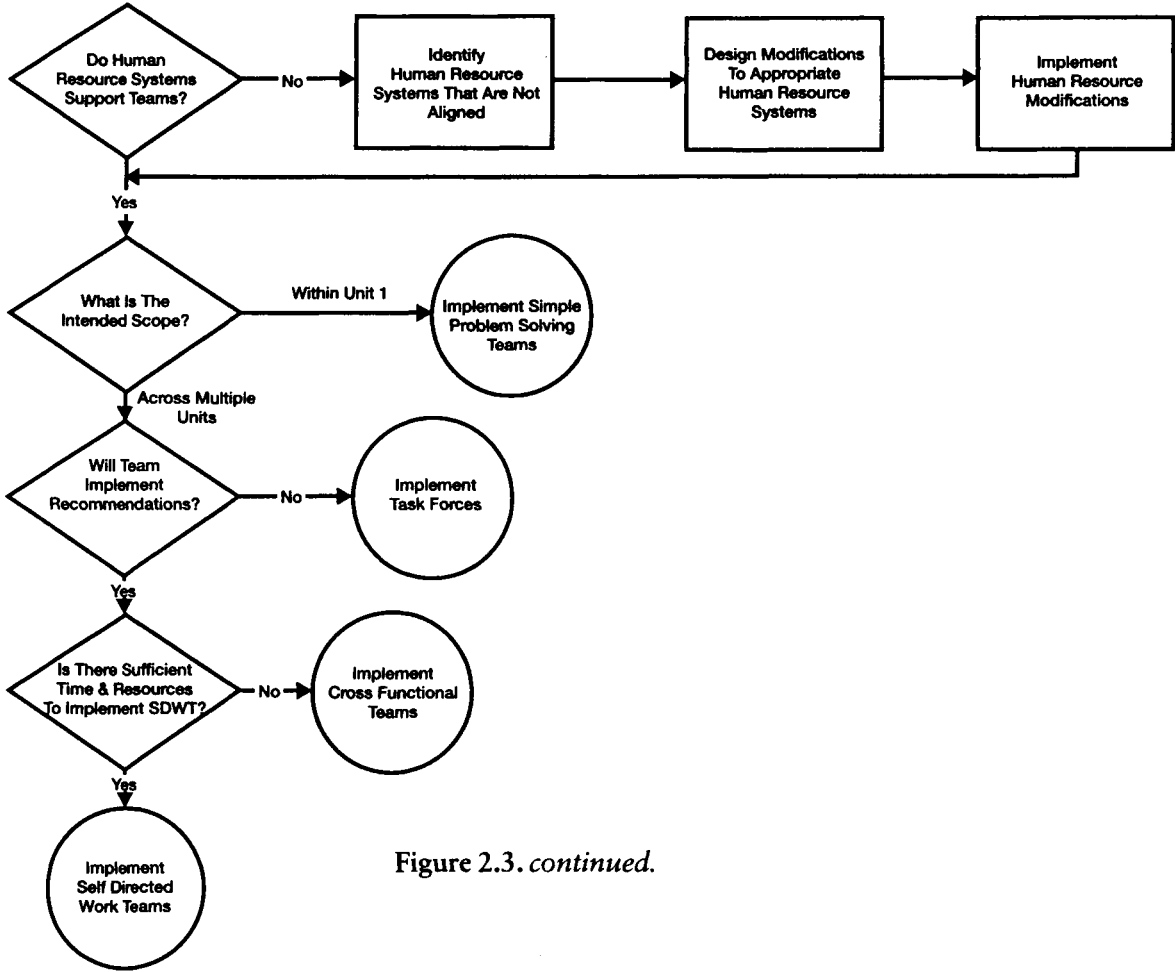 Do Human
Resource Systems
Support Teams?
No
Identify
Human Resource
Systems That Are Not
Aligned
Design Modifications
To Appropriate
Human Resource
Systems
Implement
Human Resource
Modifications
Yes
What Is The
Intended Scope?
Within Unit 1
Implement Simple
Problem Solving
Teams
Across Multiple
Units
Will Team
Implement
Recommendations?
No
Implement
Task Forces
Yes
Is There Sufficient
Time & Resources
To Implement SDWT?
No
Implement
Cross Functional
Teams
Yes
Implement
Self Directed
Work Teams
Figure 2.3. continued.